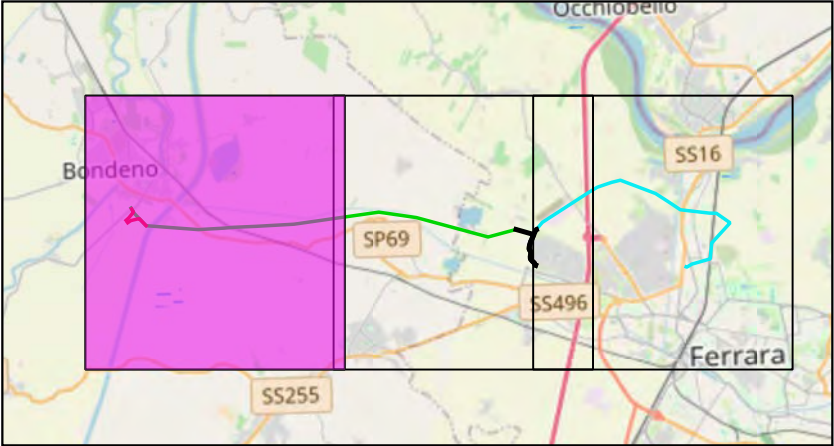 Occhiobello
SS16
Bondeno
SP69
SS496
Ferrara
SS255